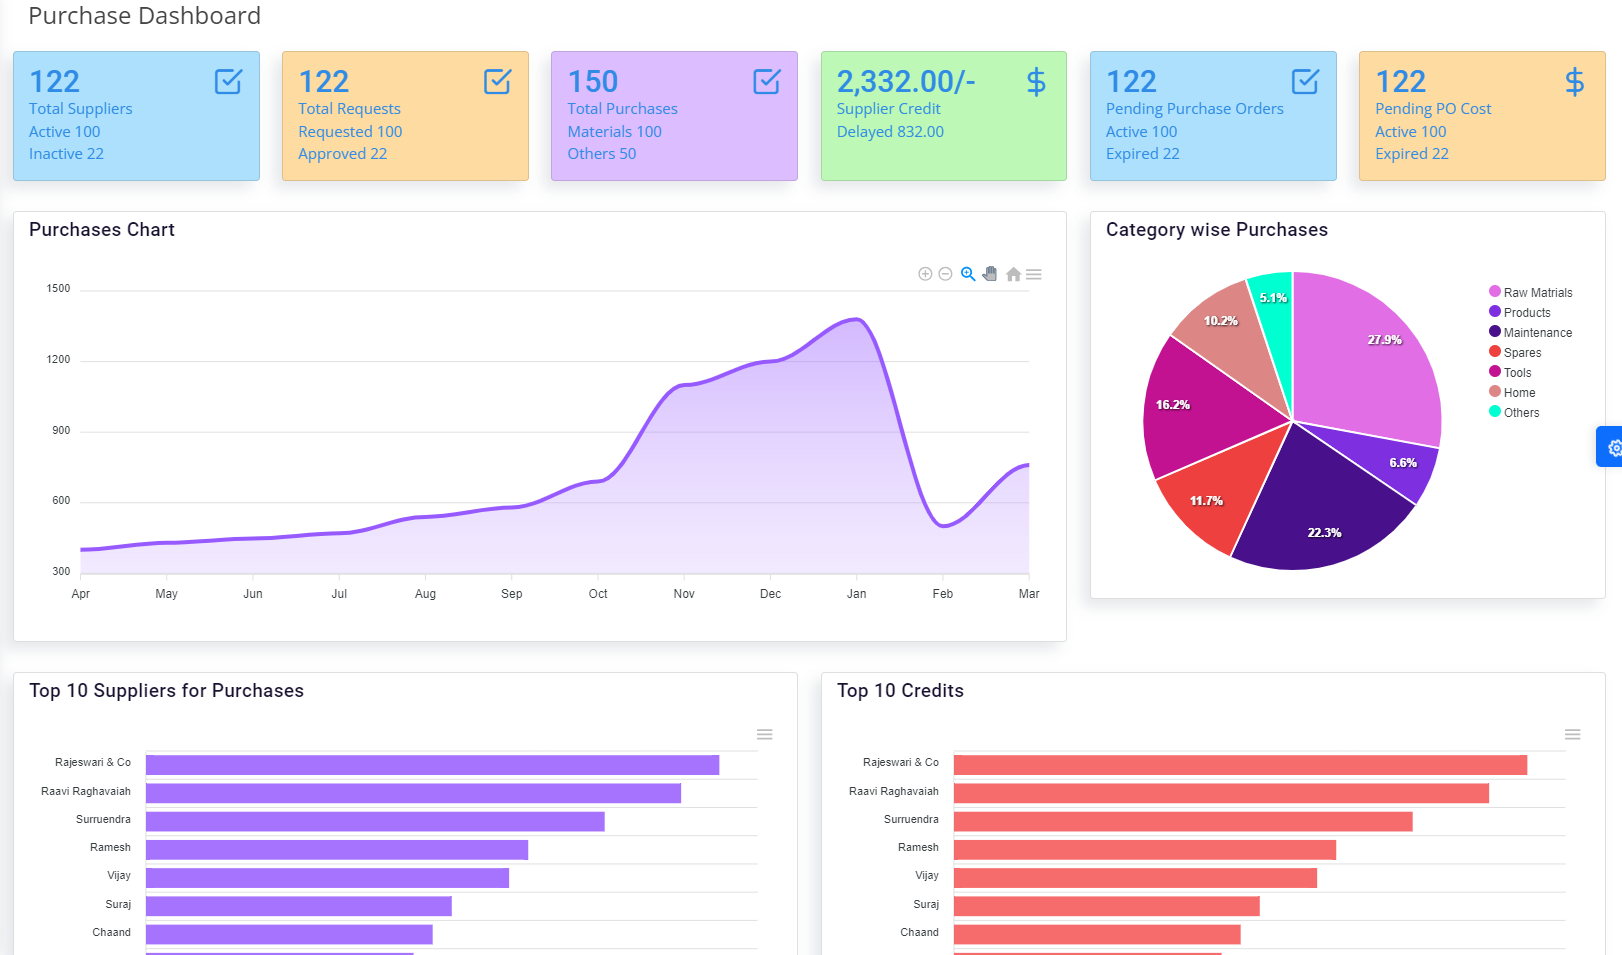 Purchase Dashboard
122
Total Suppliers
Active 100
Inactive 22
122
Total Requests
Requested 100
Approved 22
150
Total Purchases
Materials 100
Others 50
2,332.00/-
Supplier Credit
Delayed 832.00
122
Pending Purchase Orders
Active 100
Expired 22
122
Pending PO Cost
Active 100
Expired 22
Purchases Chart
1500
1200
900
600
300
Apr May Jun Jul Aug Sep Oct Nov Dec Jan Feb Mar
Category wise Purchases
5.1%
10.2%
27.9%
16.2%
6.6%
11.7%
22.3%
Raw Matrials
Products
Maintenance
Spares
Tools
Home
Others
Top 10 Suppliers for Purchases
Rajeswari & Co
Raavi Raghavaiah
Surruendra
Ramesh
Vijay
Suraj
Chaand
Top 10 Credits
Rajeswari & Co
Raavi Raghavaiah
Surruendra
Ramesh
Vijay
Suraj
Chaand